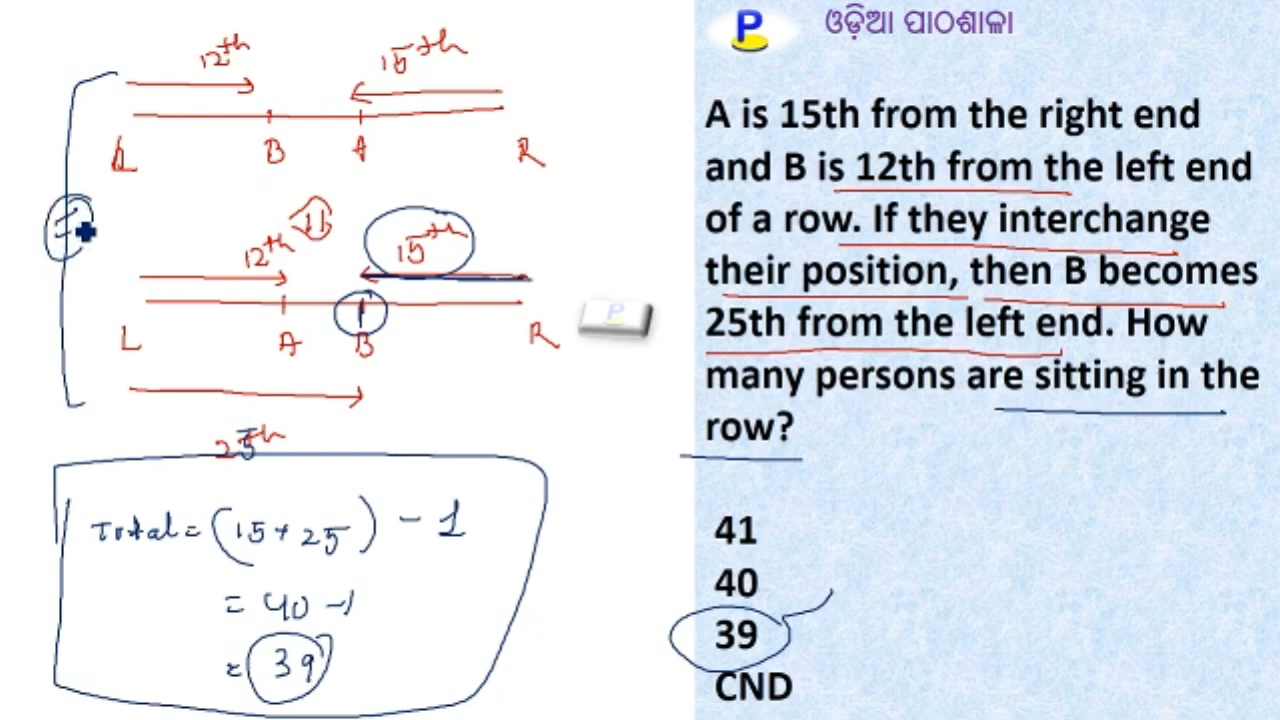 12th
15th
L B A R
12th
15th
L A B R
25th
Total = (15 + 25) - 1
= 40 - 1
= 39
P
ଓଡ଼ିଆ ପାଠଶାଳା
A is 15th from the right end
and B is 12th from the left end
of a row. If they interchange
their position, then B becomes
25th from the left end. How
many persons are sitting in the
row?
41
40
39
CND
P